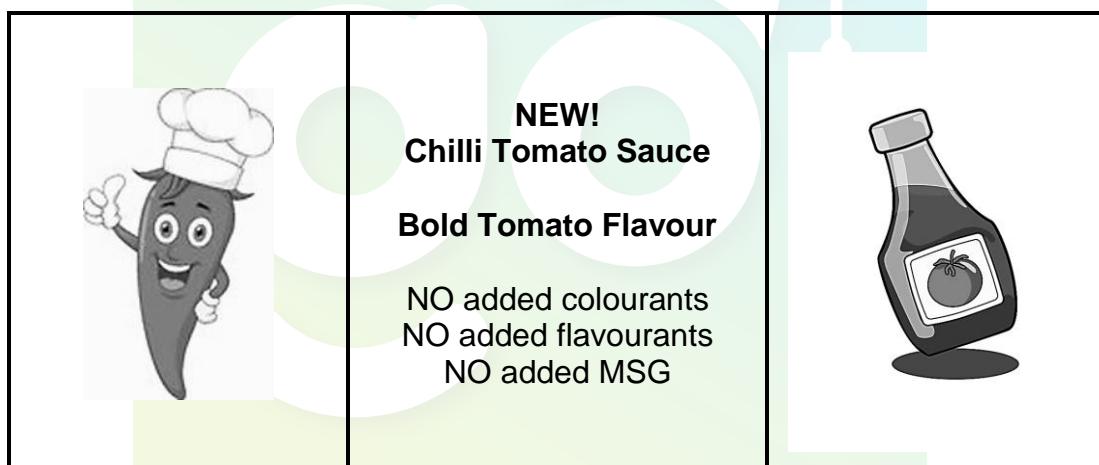 NEW!
Chilli Tomato Sauce
Bold Tomato Flavour
NO added colourants
NO added flavourants
NO added MSG